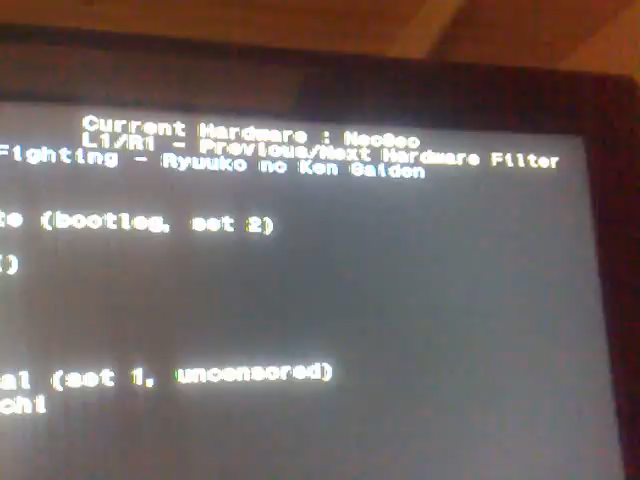 Current Hardware : NeoGeo
L1/R1 - Previous/Next Hardware Filter
Fighting - Ryuuko no Ken Gaiden
te (bootleg, set 2)
()
al (set 1, uncensored)
chi